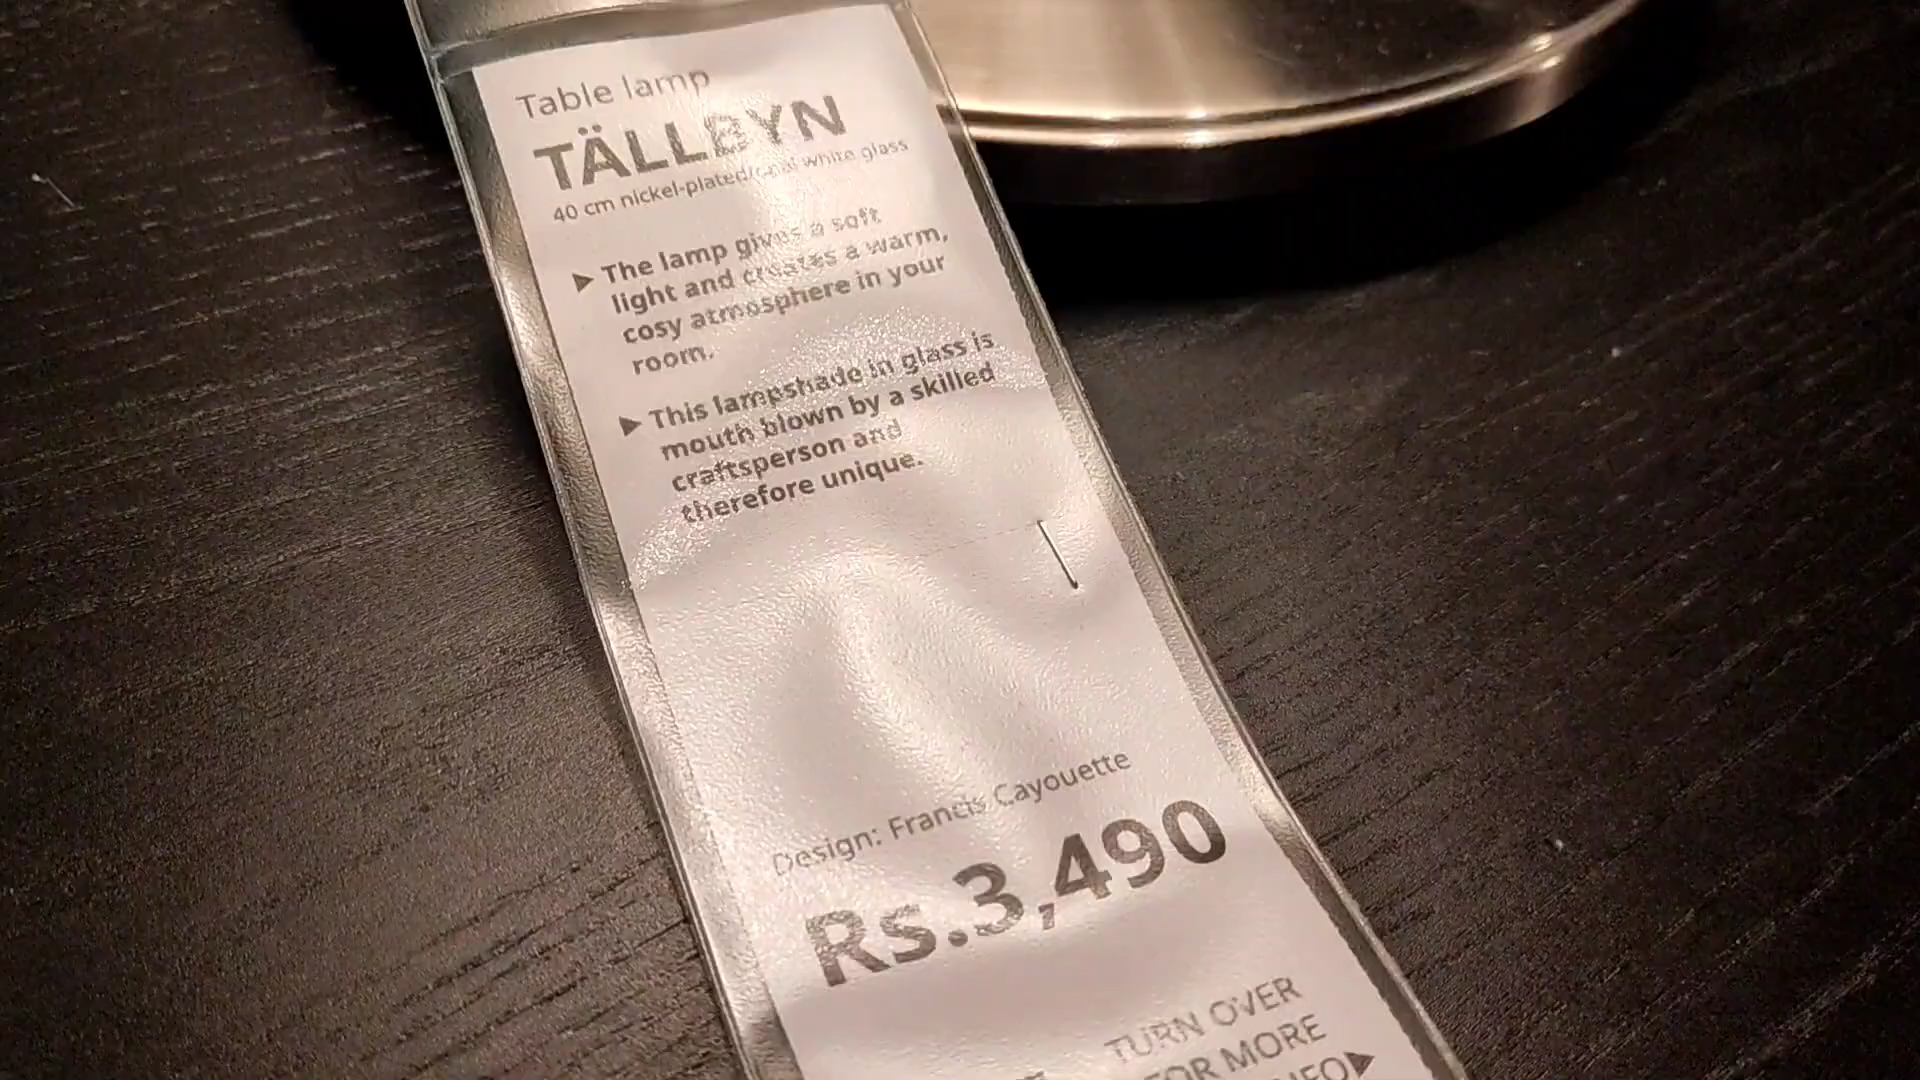 Table lamp
TÄLLBYN
40 cm nickel-plated/opal white glass
▶ The lamp gives a soft
light and creates a warm,
cosy atmosphere in your
room.
▶ This lampshade in glass is
mouth blown by a skilled
craftsperson and
therefore unique.
Design: Francis Cayouette
Rs.3,490
TURN OVER
FOR MORE
INFO▶